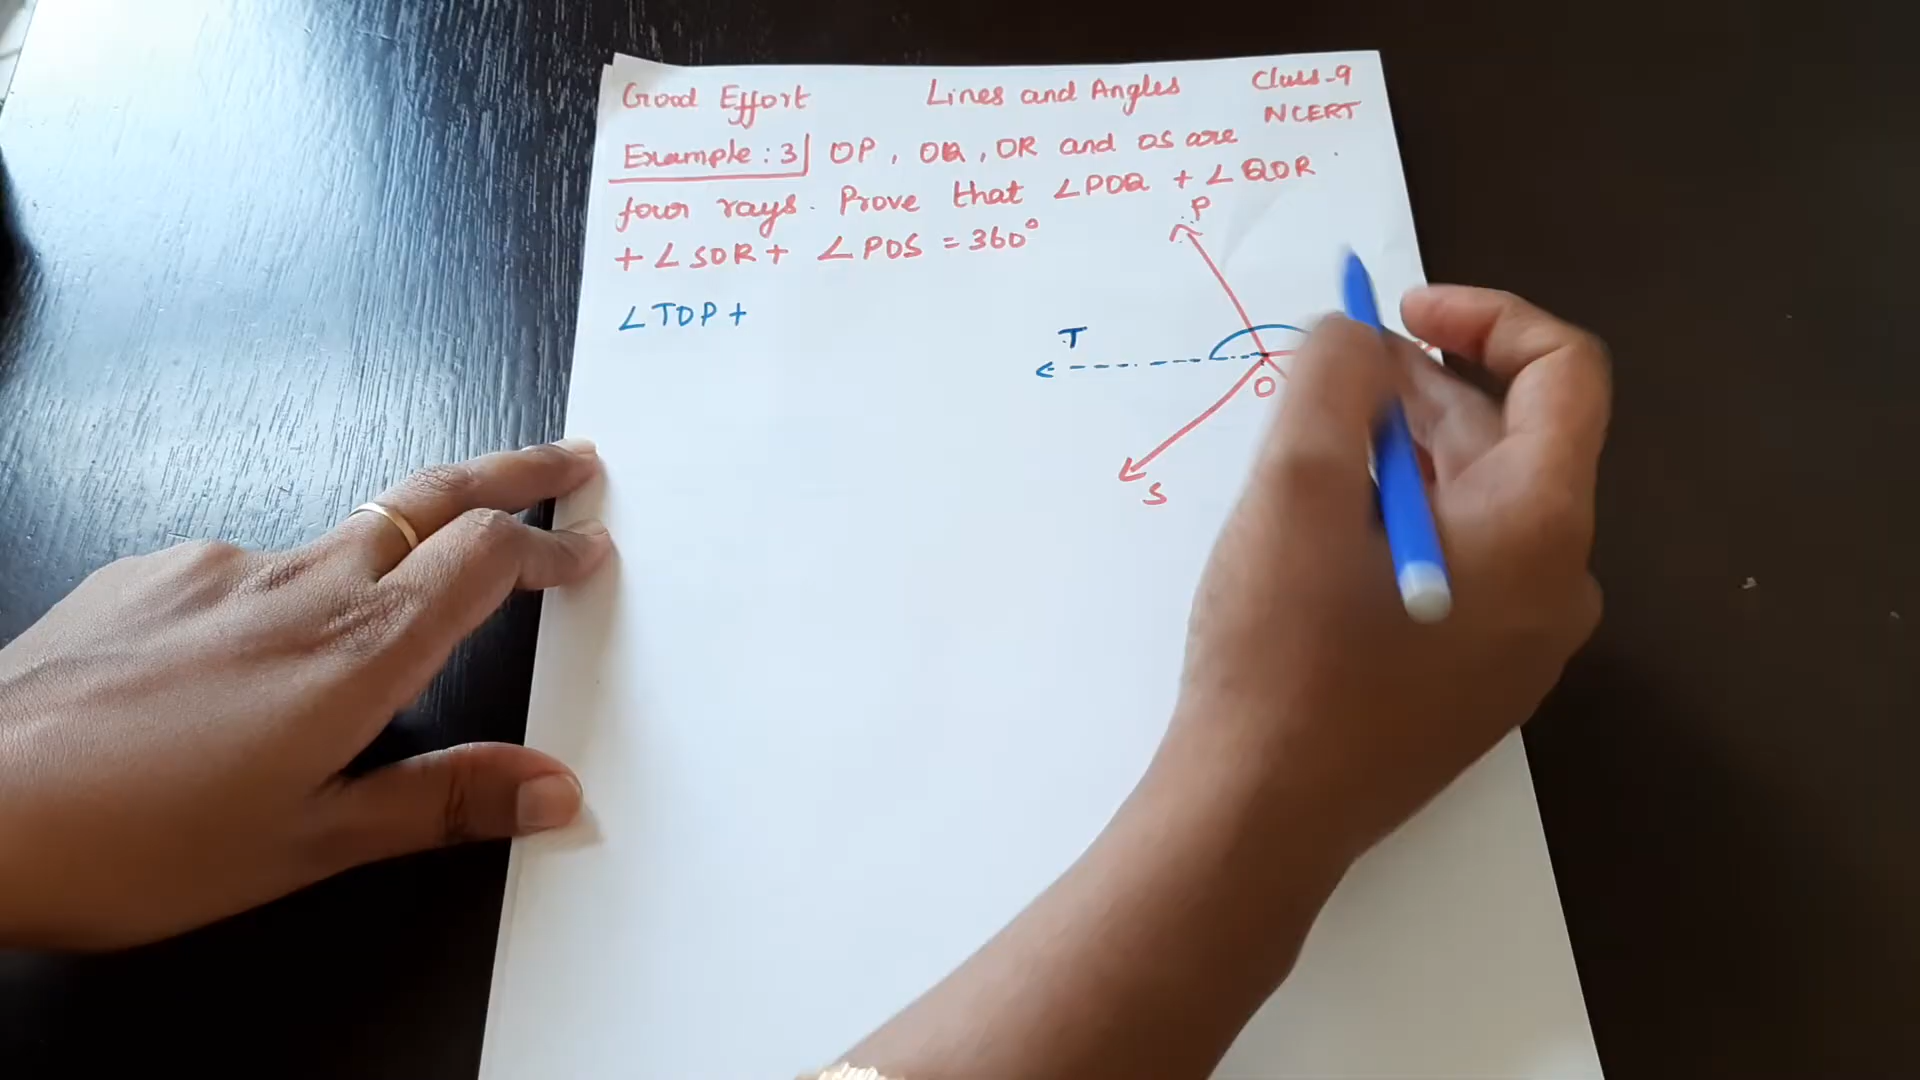 Good Effort Lines and Angles Class-9
NCERT
Example: 3 OP, OQ, OR and OS are
four rays. Prove that ∠POQ + ∠QOR
+ ∠SOR + ∠POS = 360°
∠TOP +
P
T
O
S